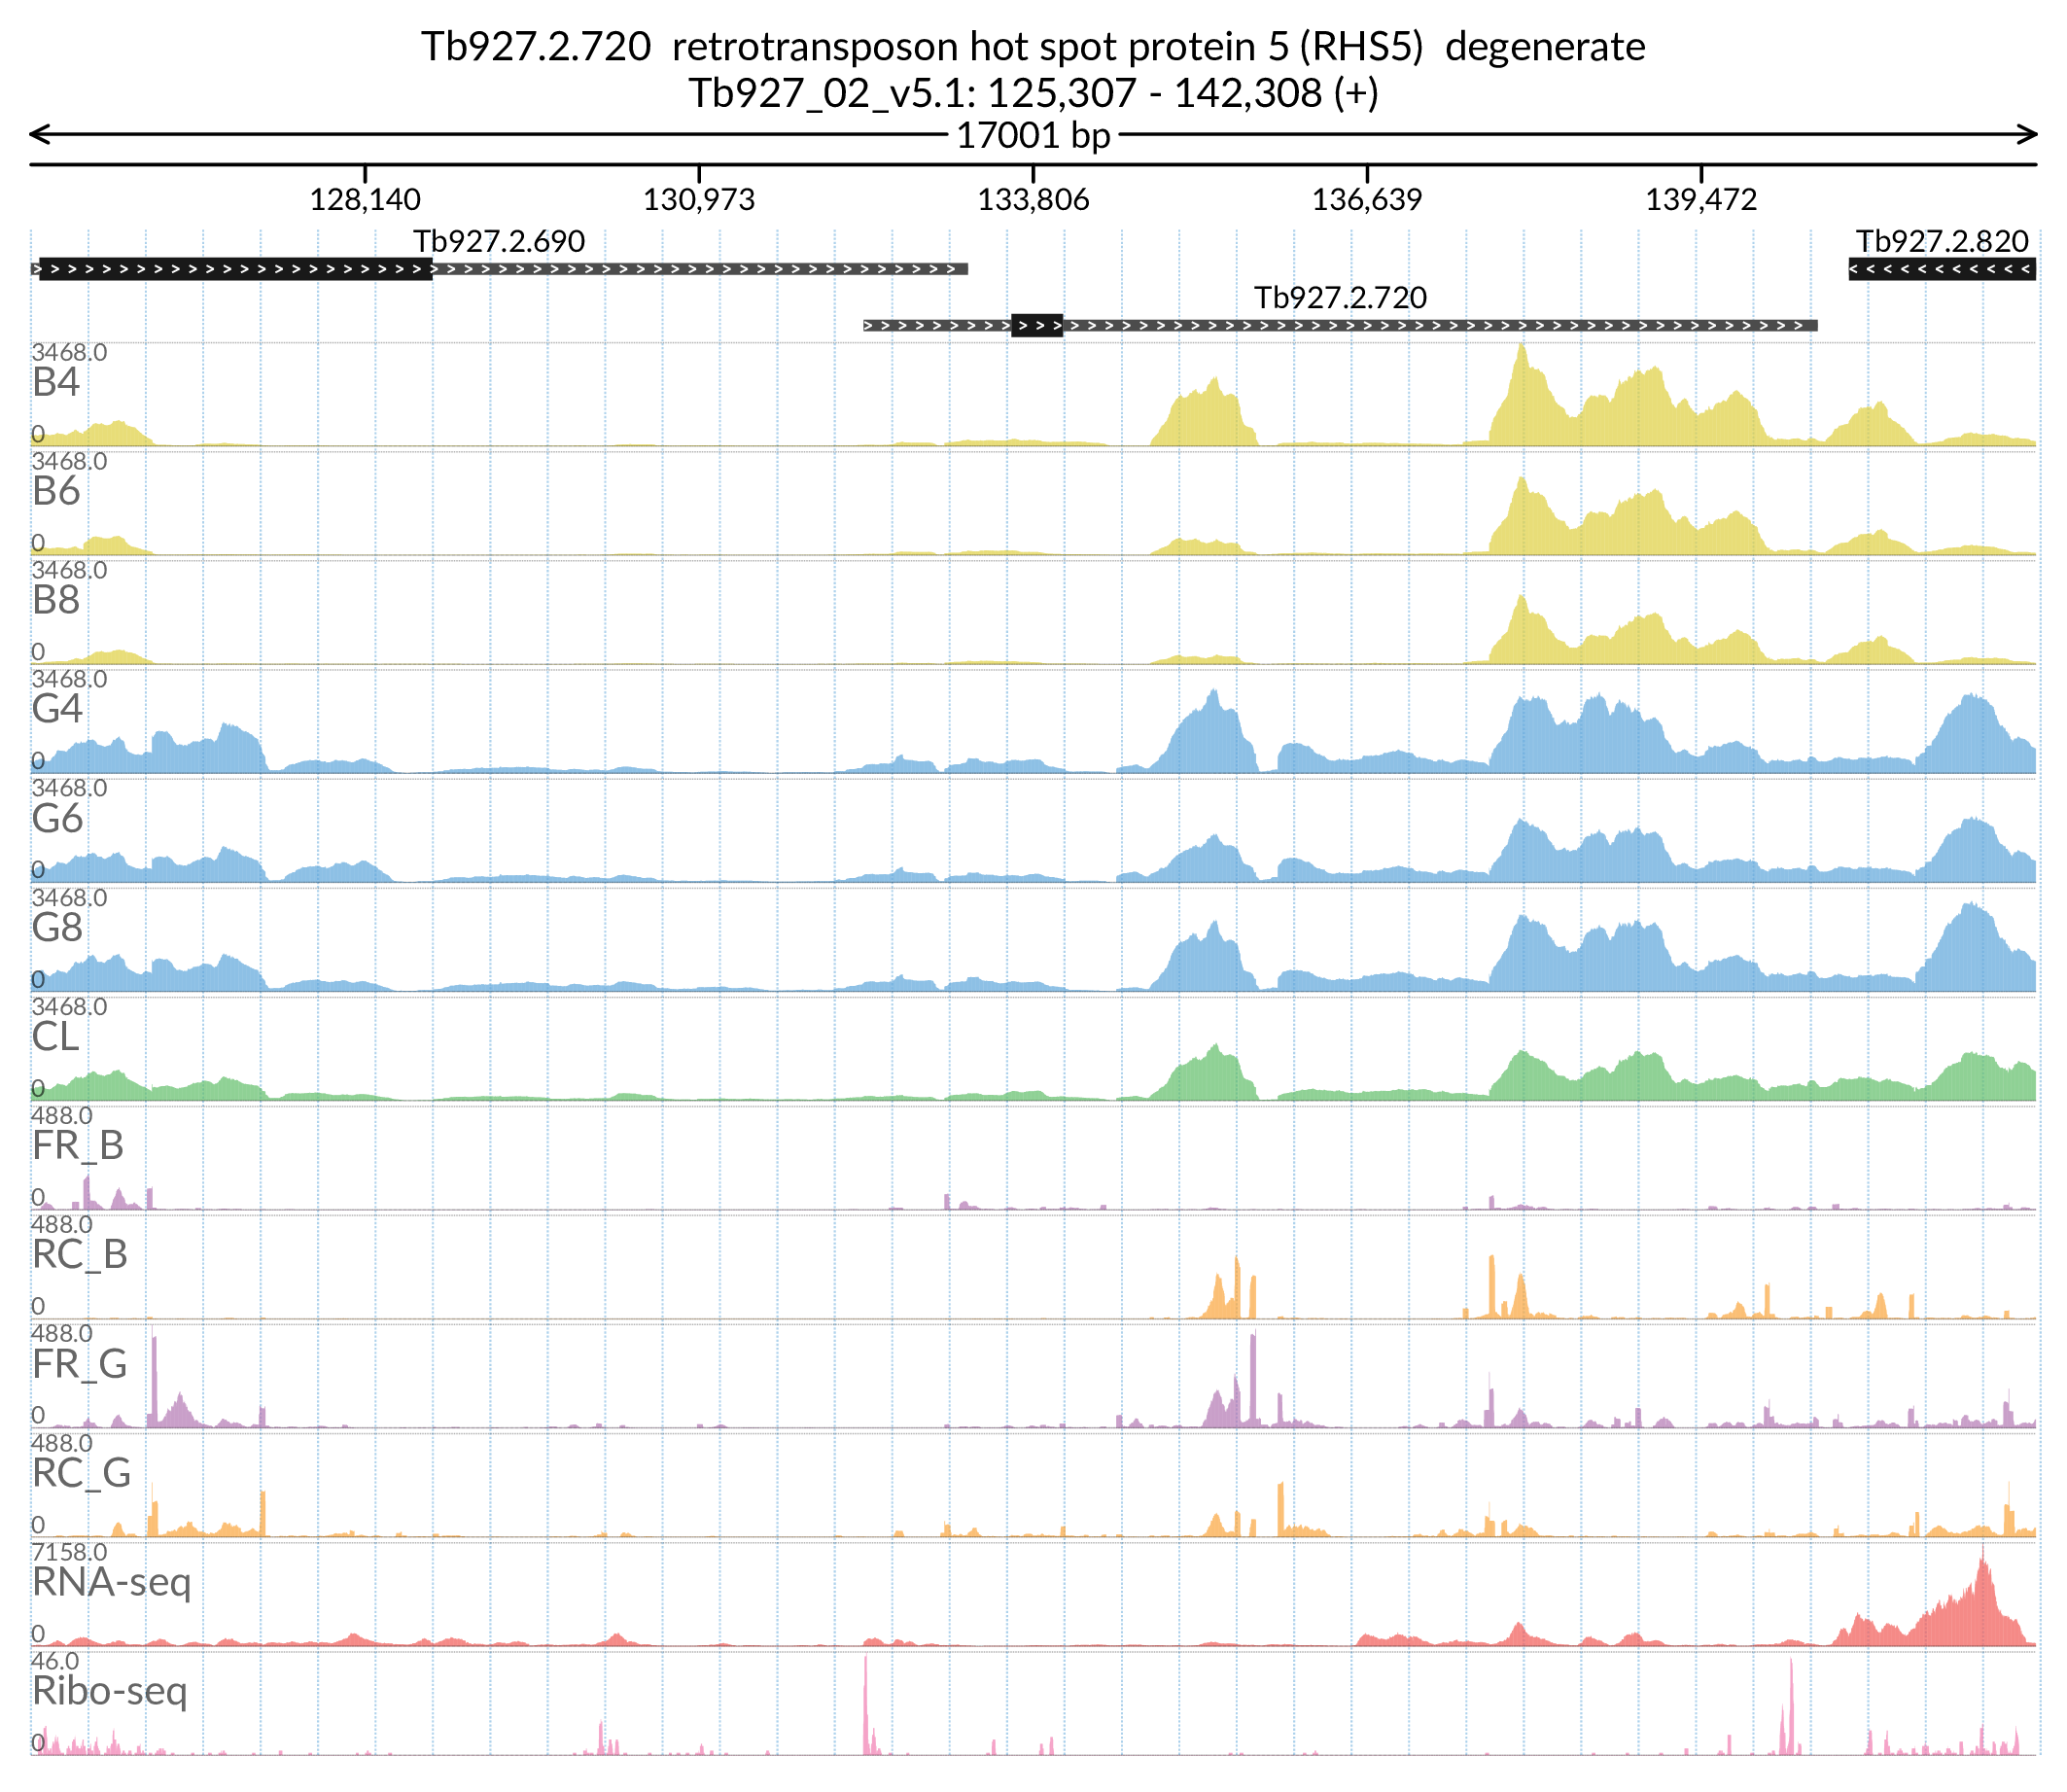 Tb927.2.720  retrotransposon hot spot protein 5 (RHS5)  degenerate
Tb927_02_v5.1: 125,307 - 142,308 (+)
17001 bp
128,140 130,973 133,806 136,639 139,472
Tb927.2.690 Tb927.2.820
Tb927.2.720
3468.0
B4
0
3468.0
B6
0
3468.0
B8
0
3468.0
G4
0
3468.0
G6
0
3468.0
G8
0
3468.0
CL
0
488.0
FR_B
0
488.0
RC_B
0
488.0
FR_G
0
488.0
RC_G
0
7158.0
RNA-seq
0
46.0
Ribo-seq
0